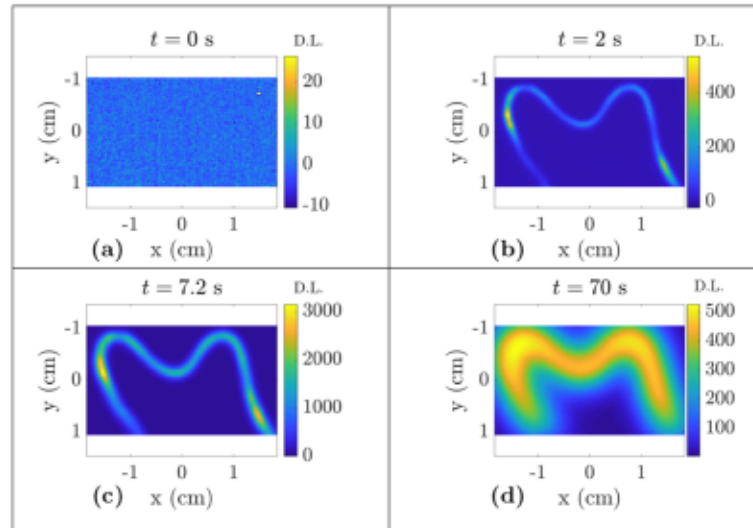 t = 0 s
D.L.
-1
0
1
y (cm)
20
10
0
-10
-1 0 1
(a) x (cm)
t = 2 s
D.L.
-1
0
1
y (cm)
400
200
0
-1 0 1
(b) x (cm)
t = 7.2 s
D.L.
-1
0
1
y (cm)
3000
2000
1000
0
-1 0 1
(c) x (cm)
t = 70 s
D.L.
-1
0
1
y (cm)
500
400
300
200
100
-1 0 1
(d) x (cm)